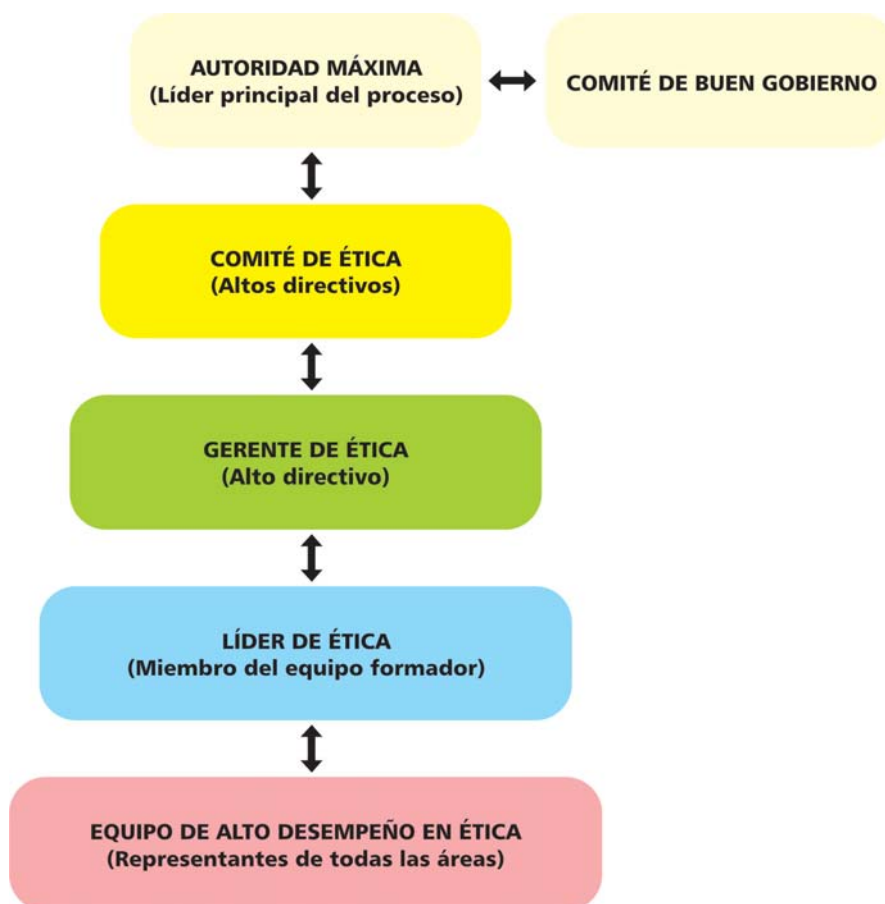 AUTORIDAD MÁXIMA
(Líder principal del proceso)
COMITÉ DE BUEN GOBIERNO
COMITÉ DE ÉTICA
(Altos directivos)
GERENTE DE ÉTICA
(Alto directivo)
LÍDER DE ÉTICA
(Miembro del equipo formador)
EQUIPO DE ALTO DESEMPEÑO EN ÉTICA
(Representantes de todas las áreas)